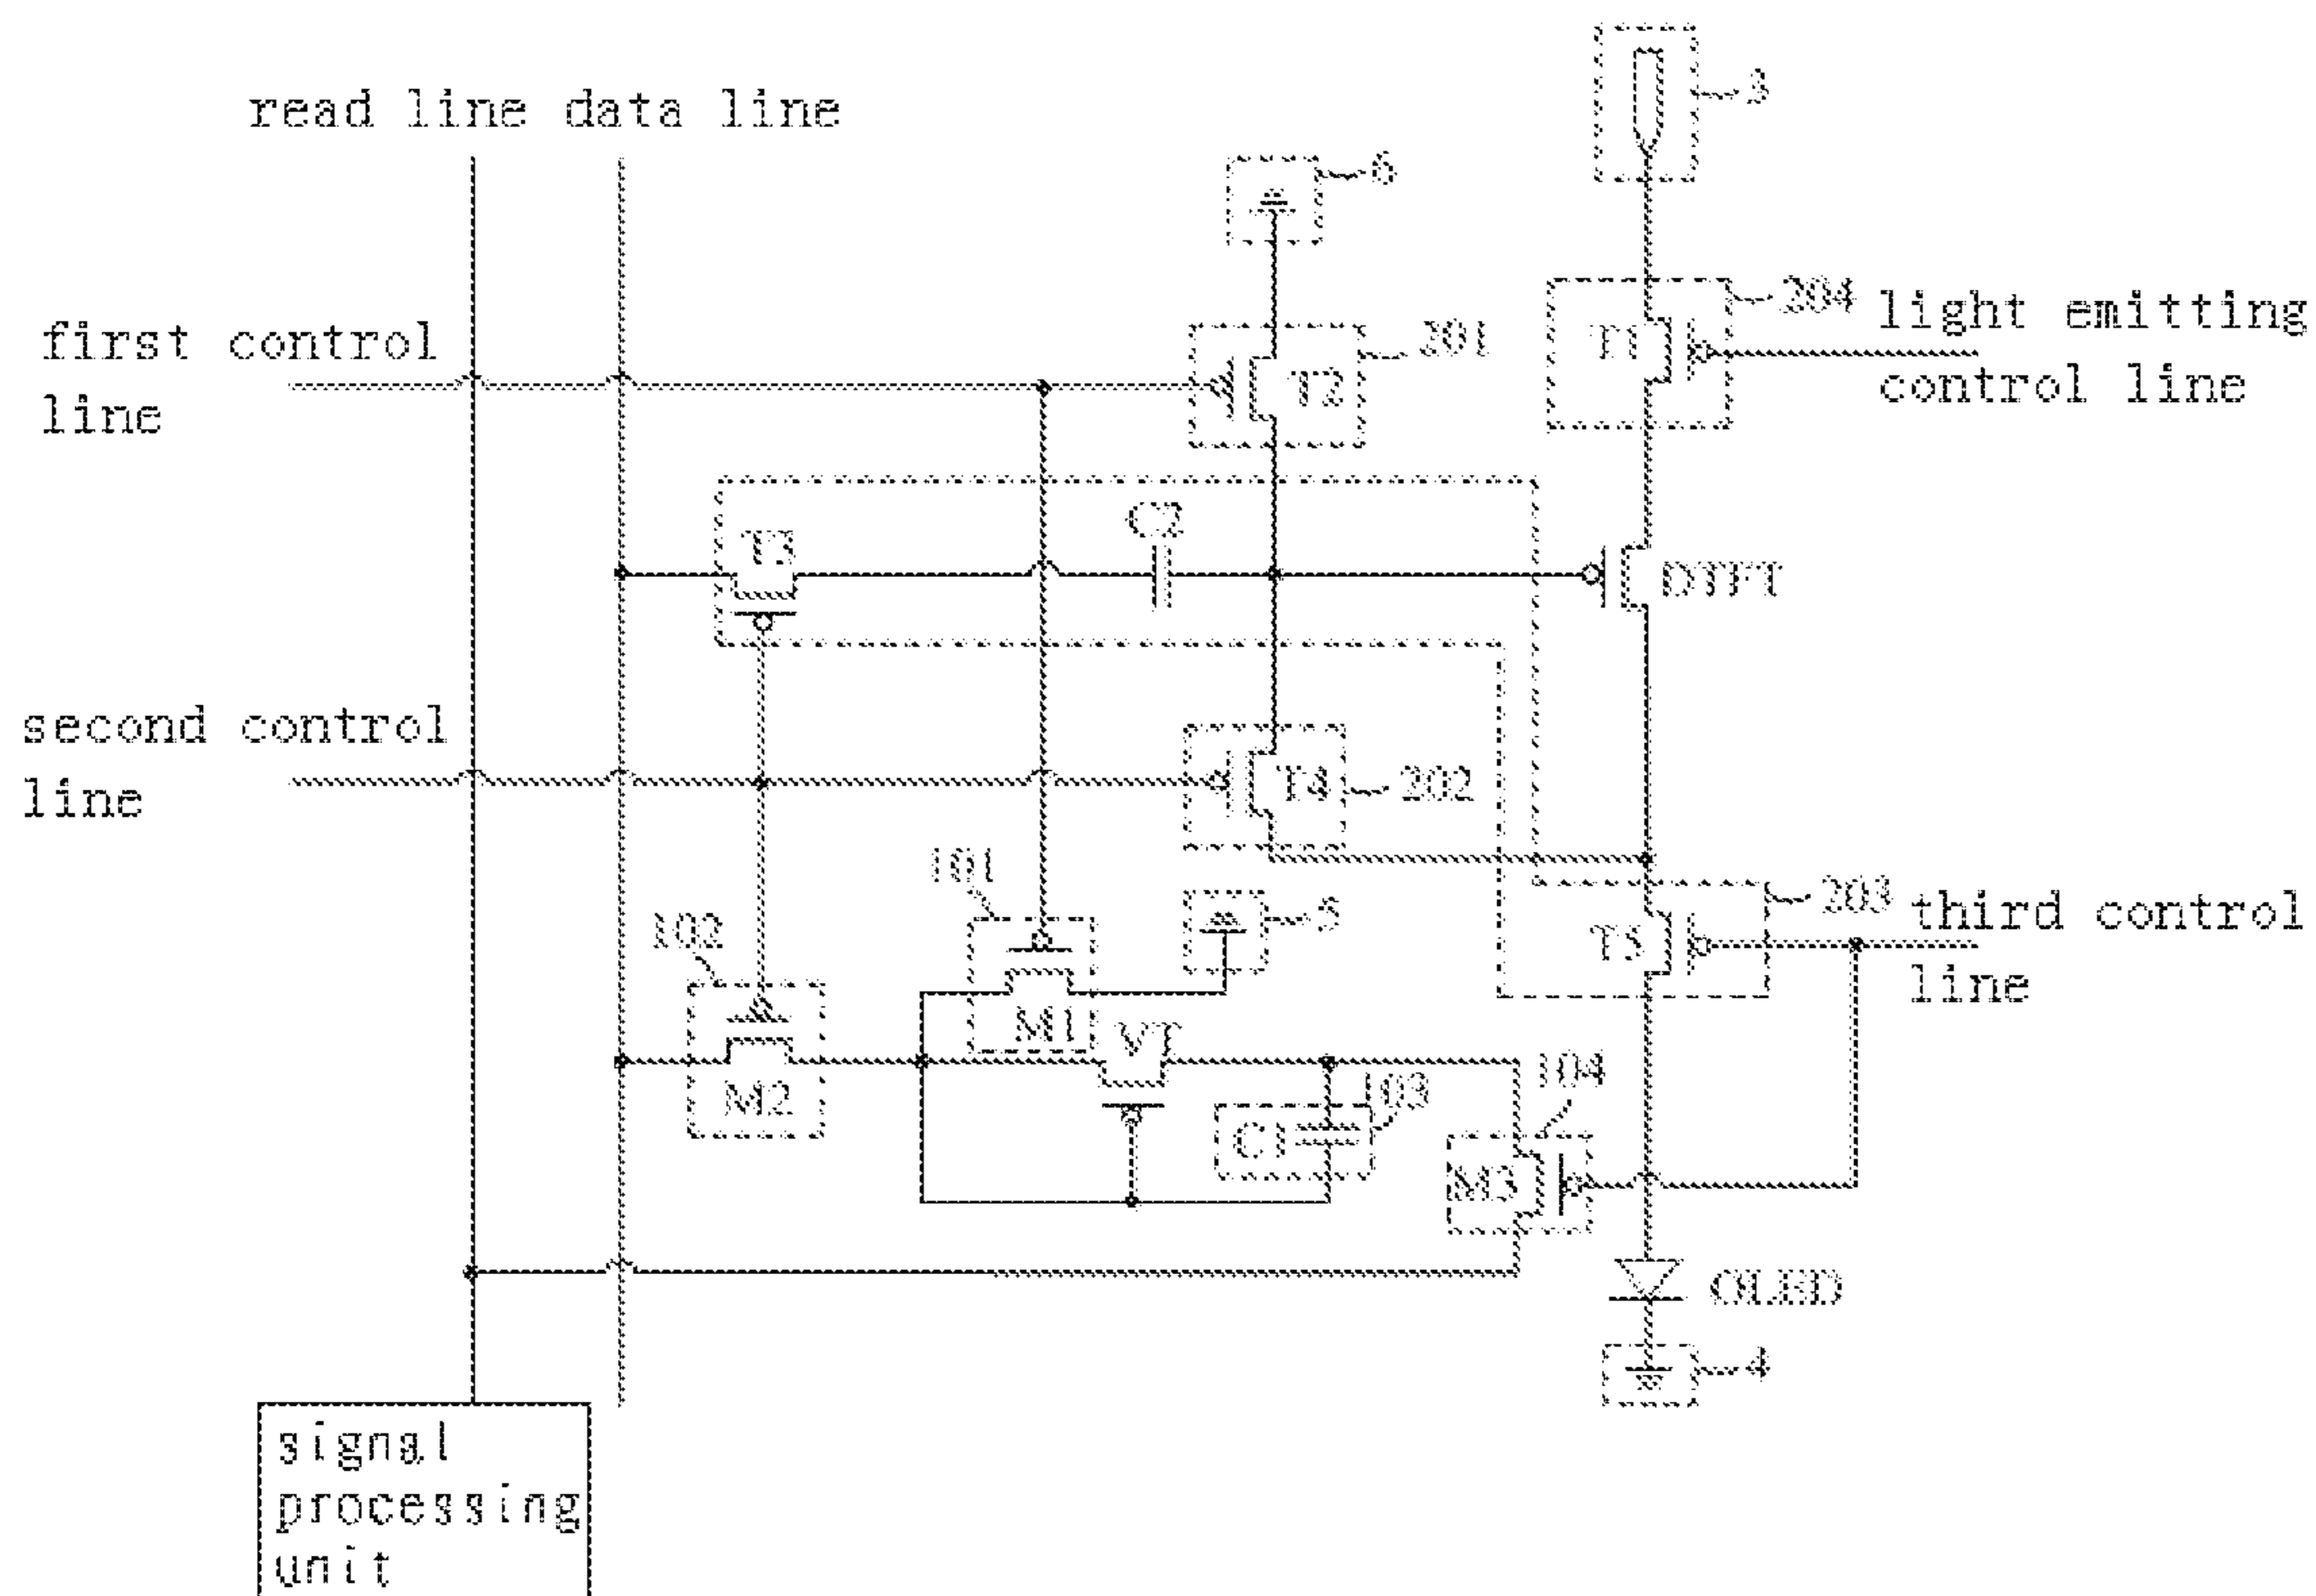 read line data line
3
6
first control
line
201
T2
204
T1
light emitting
control line
C2
T3
DTFT
second control
line
T4
202
101
102
5
203
third control
line
T5
M1
VT
M2
103
104
C1
M3
OLED
4
signal
processing
unit